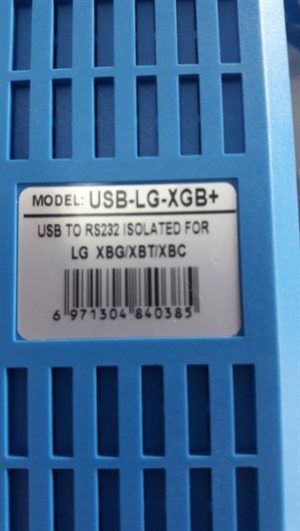 MODEL: USB-LG-XGB+
USB TO RS232 ISOLATED FOR
LG XBG/XBT/XBC
6 971304 840385